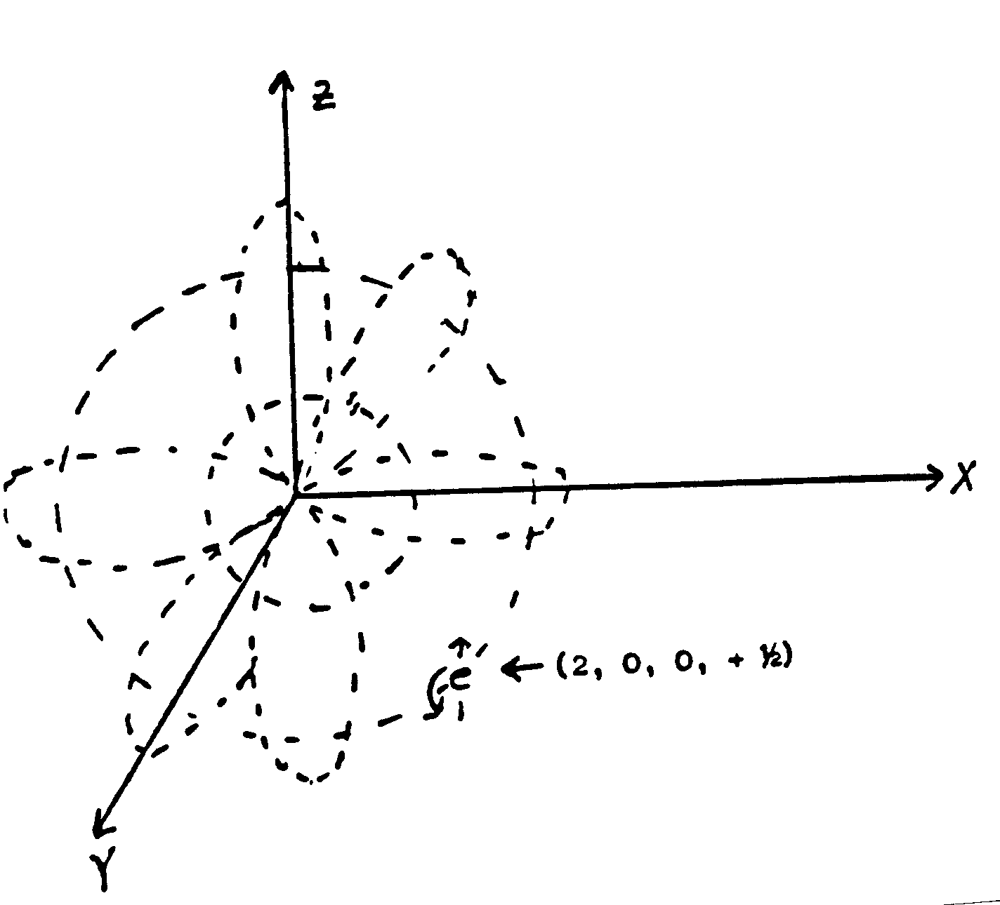 Z
X
e ← (2, 0, 0, + ½)
Y